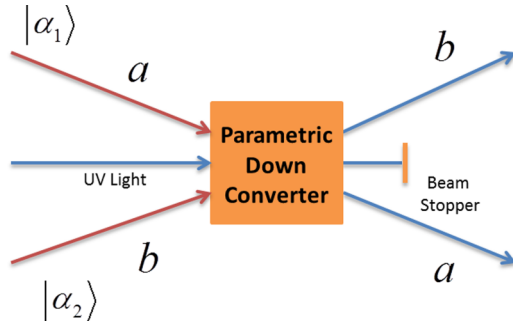 |α₁⟩
a
b
Parametric
Down
Converter
UV Light
Beam
Stopper
b
a
|α₂⟩